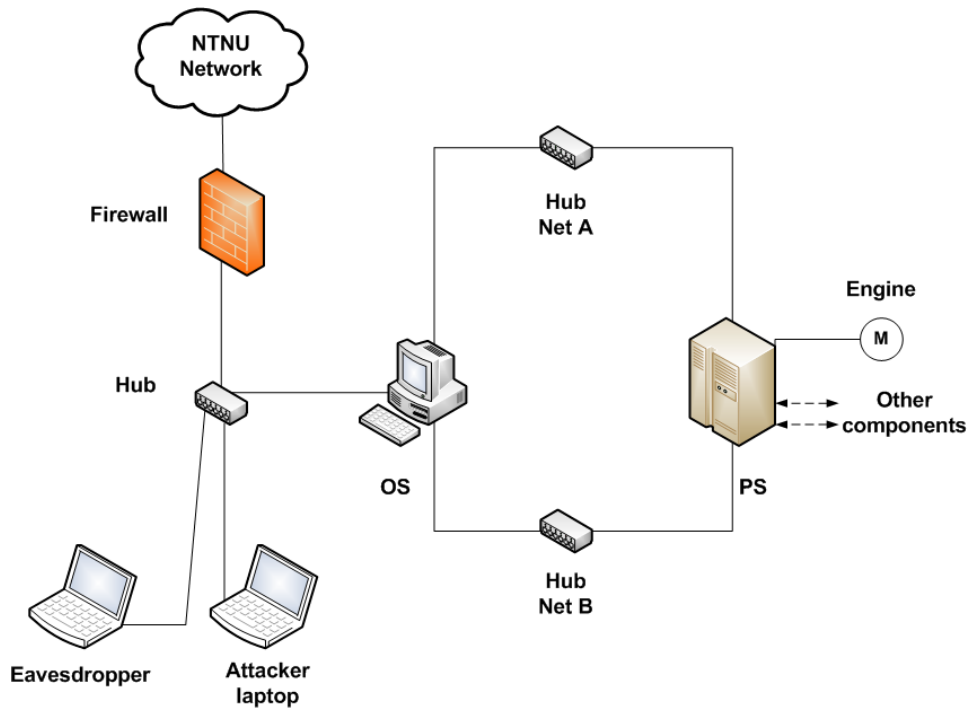 NTNU
Network
Firewall
Hub
Net A
Engine
M
Hub
Other
components
OS
PS
Hub
Net B
Eavesdropper
Attacker
laptop